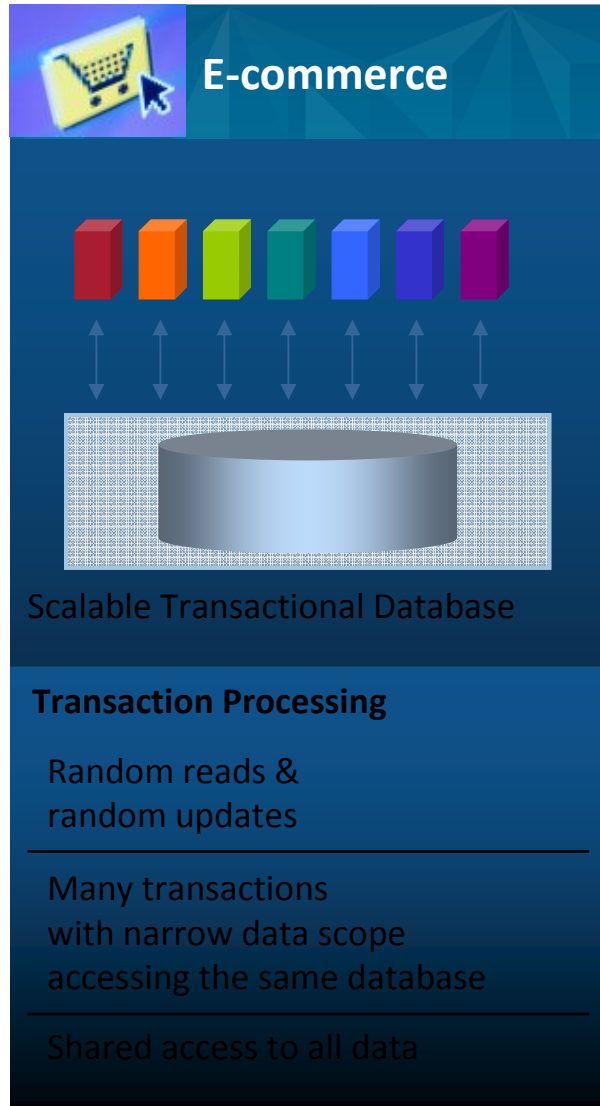 E-commerce
Scalable Transactional Database
Transaction Processing
Random reads &
random updates
Many transactions
with narrow data scope
accessing the same database
Shared access to all data